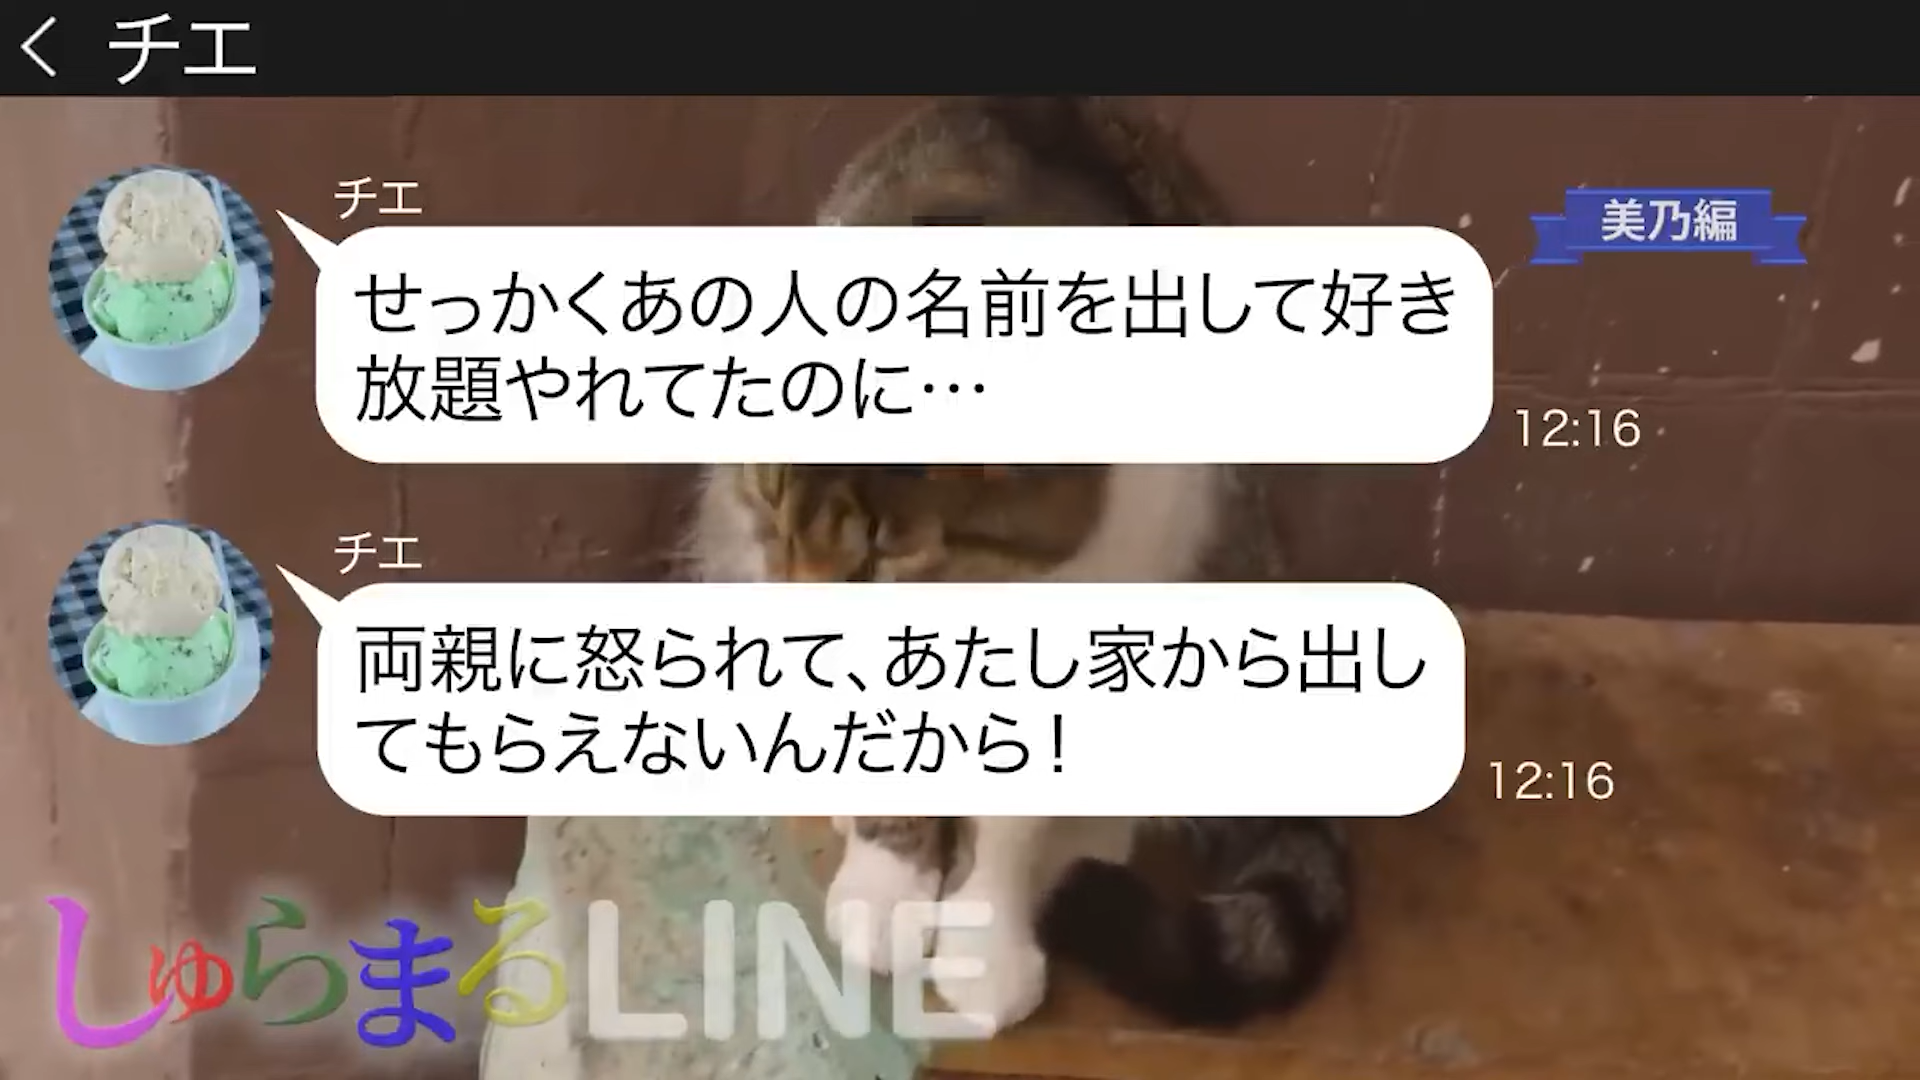 チエ
美乃編
チエ
せっかくあの人の名前を出して好き
放題やれてたのに…
12:16
チエ
両親に怒られて、あたし家から出し
てもらえないんだから！
12:16
しゅらまるLINE